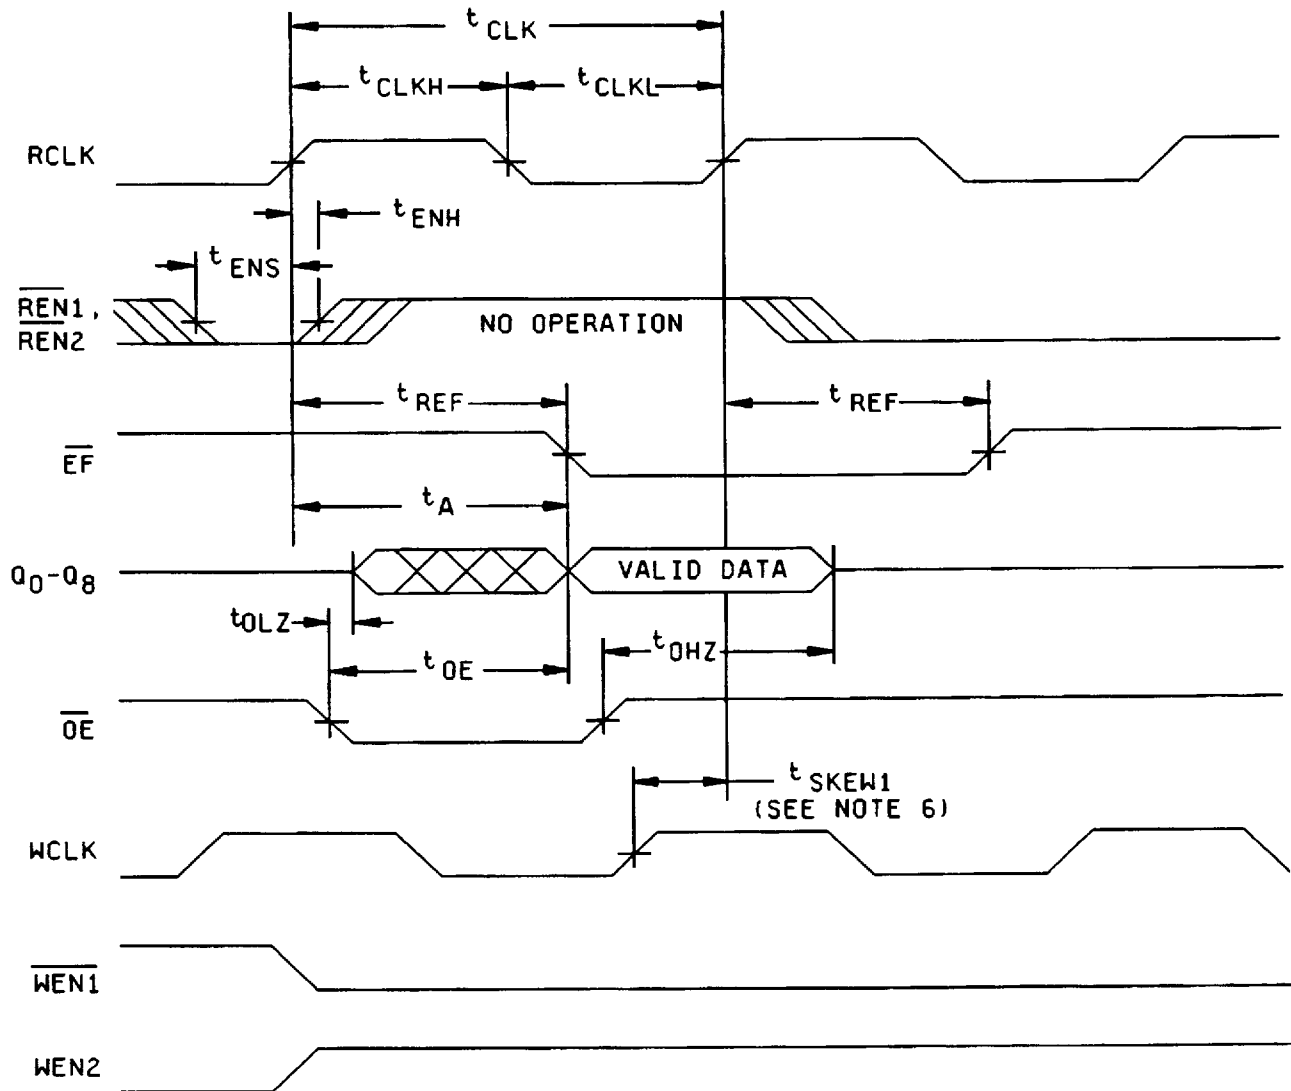 tCLK
tCLKH tCLKL
RCLK
tENH
tENS
REN1,
REN2
NO OPERATION
tREF tREF
EF
tA
Q0-Q8
VALID DATA
tOLZ
tOHZ
tOE
OE
tSKEW1
(SEE NOTE 6)
WCLK
WEN1
WEN2